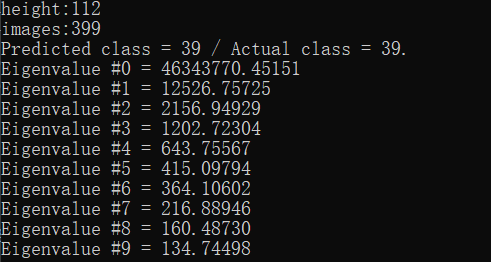 height:112
images:399
Predicted class = 39 / Actual class = 39.
Eigenvalue #0 = 46343770.45151
Eigenvalue #1 = 12526.75725
Eigenvalue #2 = 2156.94929
Eigenvalue #3 = 1202.72304
Eigenvalue #4 = 643.75567
Eigenvalue #5 = 415.09794
Eigenvalue #6 = 364.10602
Eigenvalue #7 = 216.88946
Eigenvalue #8 = 160.48730
Eigenvalue #9 = 134.74498